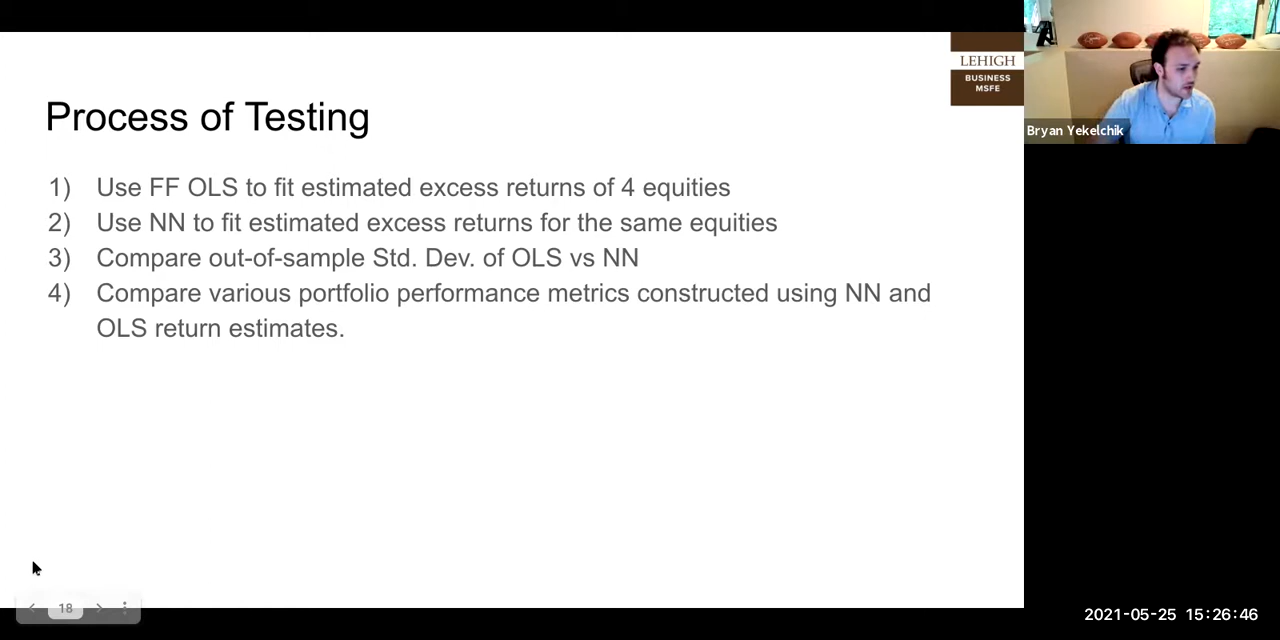 LEHIGH
BUSINESS
MSFE
Bryan Yekelchik
Process of Testing
1) Use FF OLS to fit estimated excess returns of 4 equities
2) Use NN to fit estimated excess returns for the same equities
3) Compare out-of-sample Std. Dev. of OLS vs NN
4) Compare various portfolio performance metrics constructed using NN and
OLS return estimates.
18
2021-05-25 15:26:46